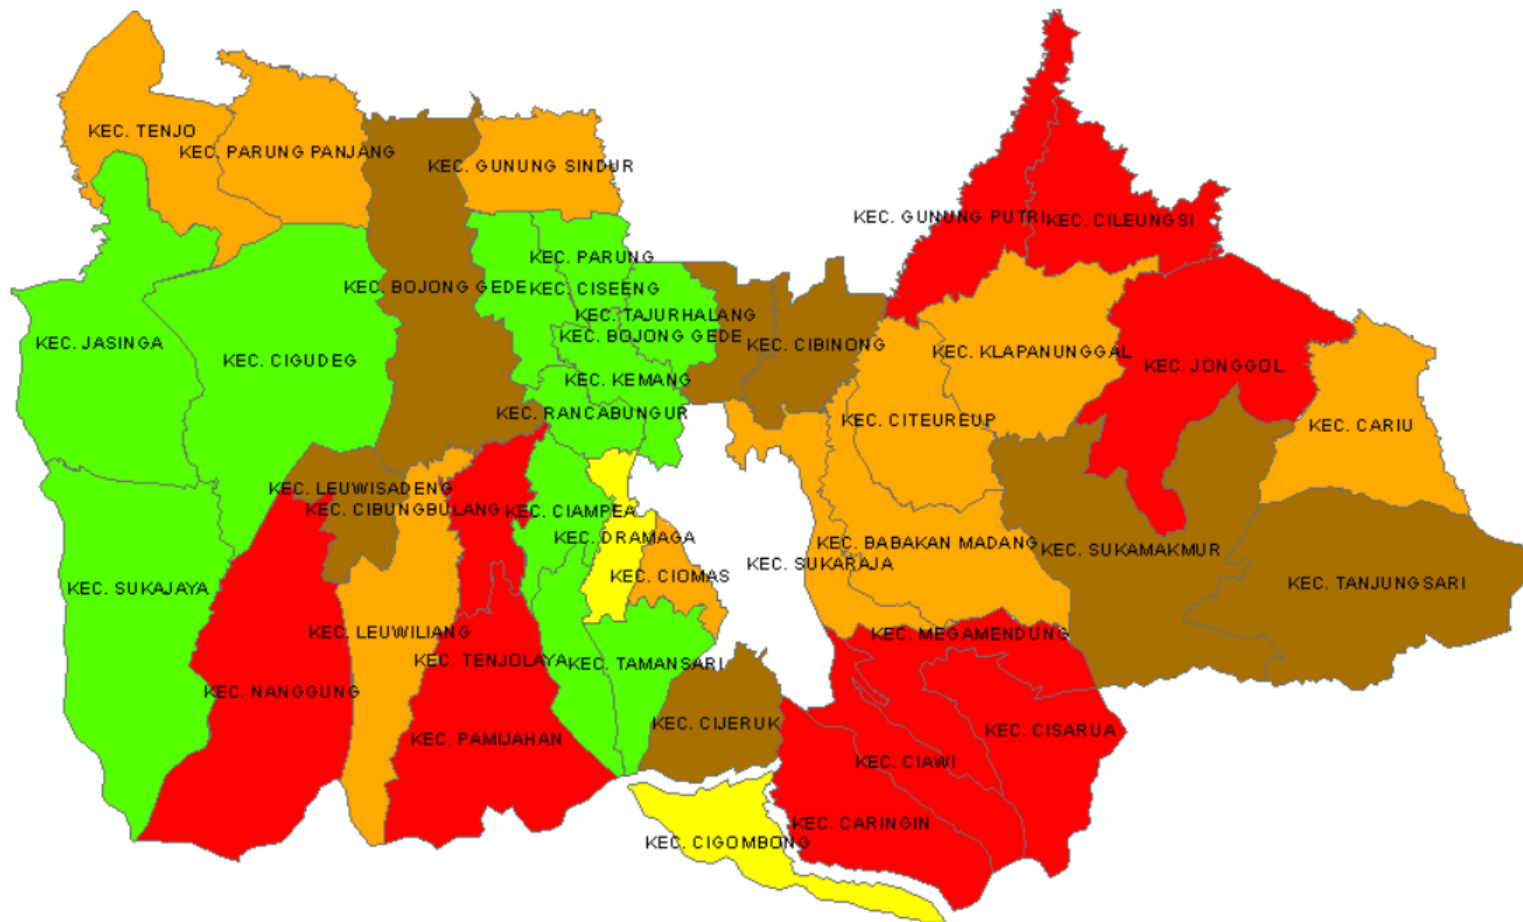 KEC. TENJO
KEC. PARUNG PANJANG
KEC. GUNUNG SINDUR
KEC. GUNUNG PUTRI
KEC. CILEUNGSI
KEC. PARUNG
KEC. BOJONG GEDE
KEC. CISEENG
KEC. TAJURHALANG
KEC. BOJONG GEDE
KEC. CIBINONG
KEC. JASINGA
KEC. CIGUDEG
KEC. KLAPANUNGGAL
KEC. JONGGOL
KEC. KEMANG
KEC. RANCABUNGUR
KEC. CITEUREUP
KEC. CARIU
KEC. LEUWISADENG
KEC. CIBUNGBULANG
KEC. CIAMPEA
KEC. DRAMAGA
KEC. BABAKAN MADANG
KEC. SUKAMAKMUR
KEC. SUKARAJA
KEC. CIOMAS
KEC. TANJUNGSARI
KEC. SUKAJAYA
KEC. LEUWILIANG
KEC. MEGAMENDUNG
KEC. TENJOLAYA
KEC. TAMANSARI
KEC. NANGGUNG
KEC. CIJERUK
KEC. CISARUA
KEC. PAMIJAHAN
KEC. CIAWI
KEC. CARINGIN
KEC. CIGOMBONG